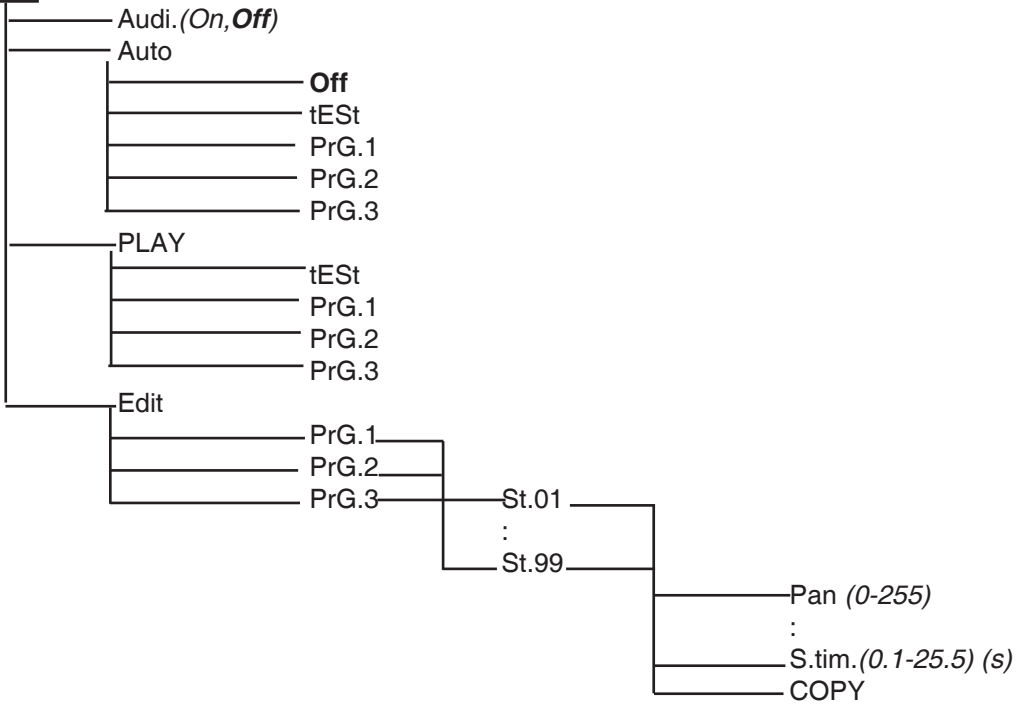 Audi.(On,Off)
Auto
Off
tESt
PrG.1
PrG.2
PrG.3
PLAY
tESt
PrG.1
PrG.2
PrG.3
Edit
PrG.1
PrG.2
PrG.3
St.01
:
St.99
Pan (0-255)
:
S.tim.(0.1-25.5) (s)
COPY